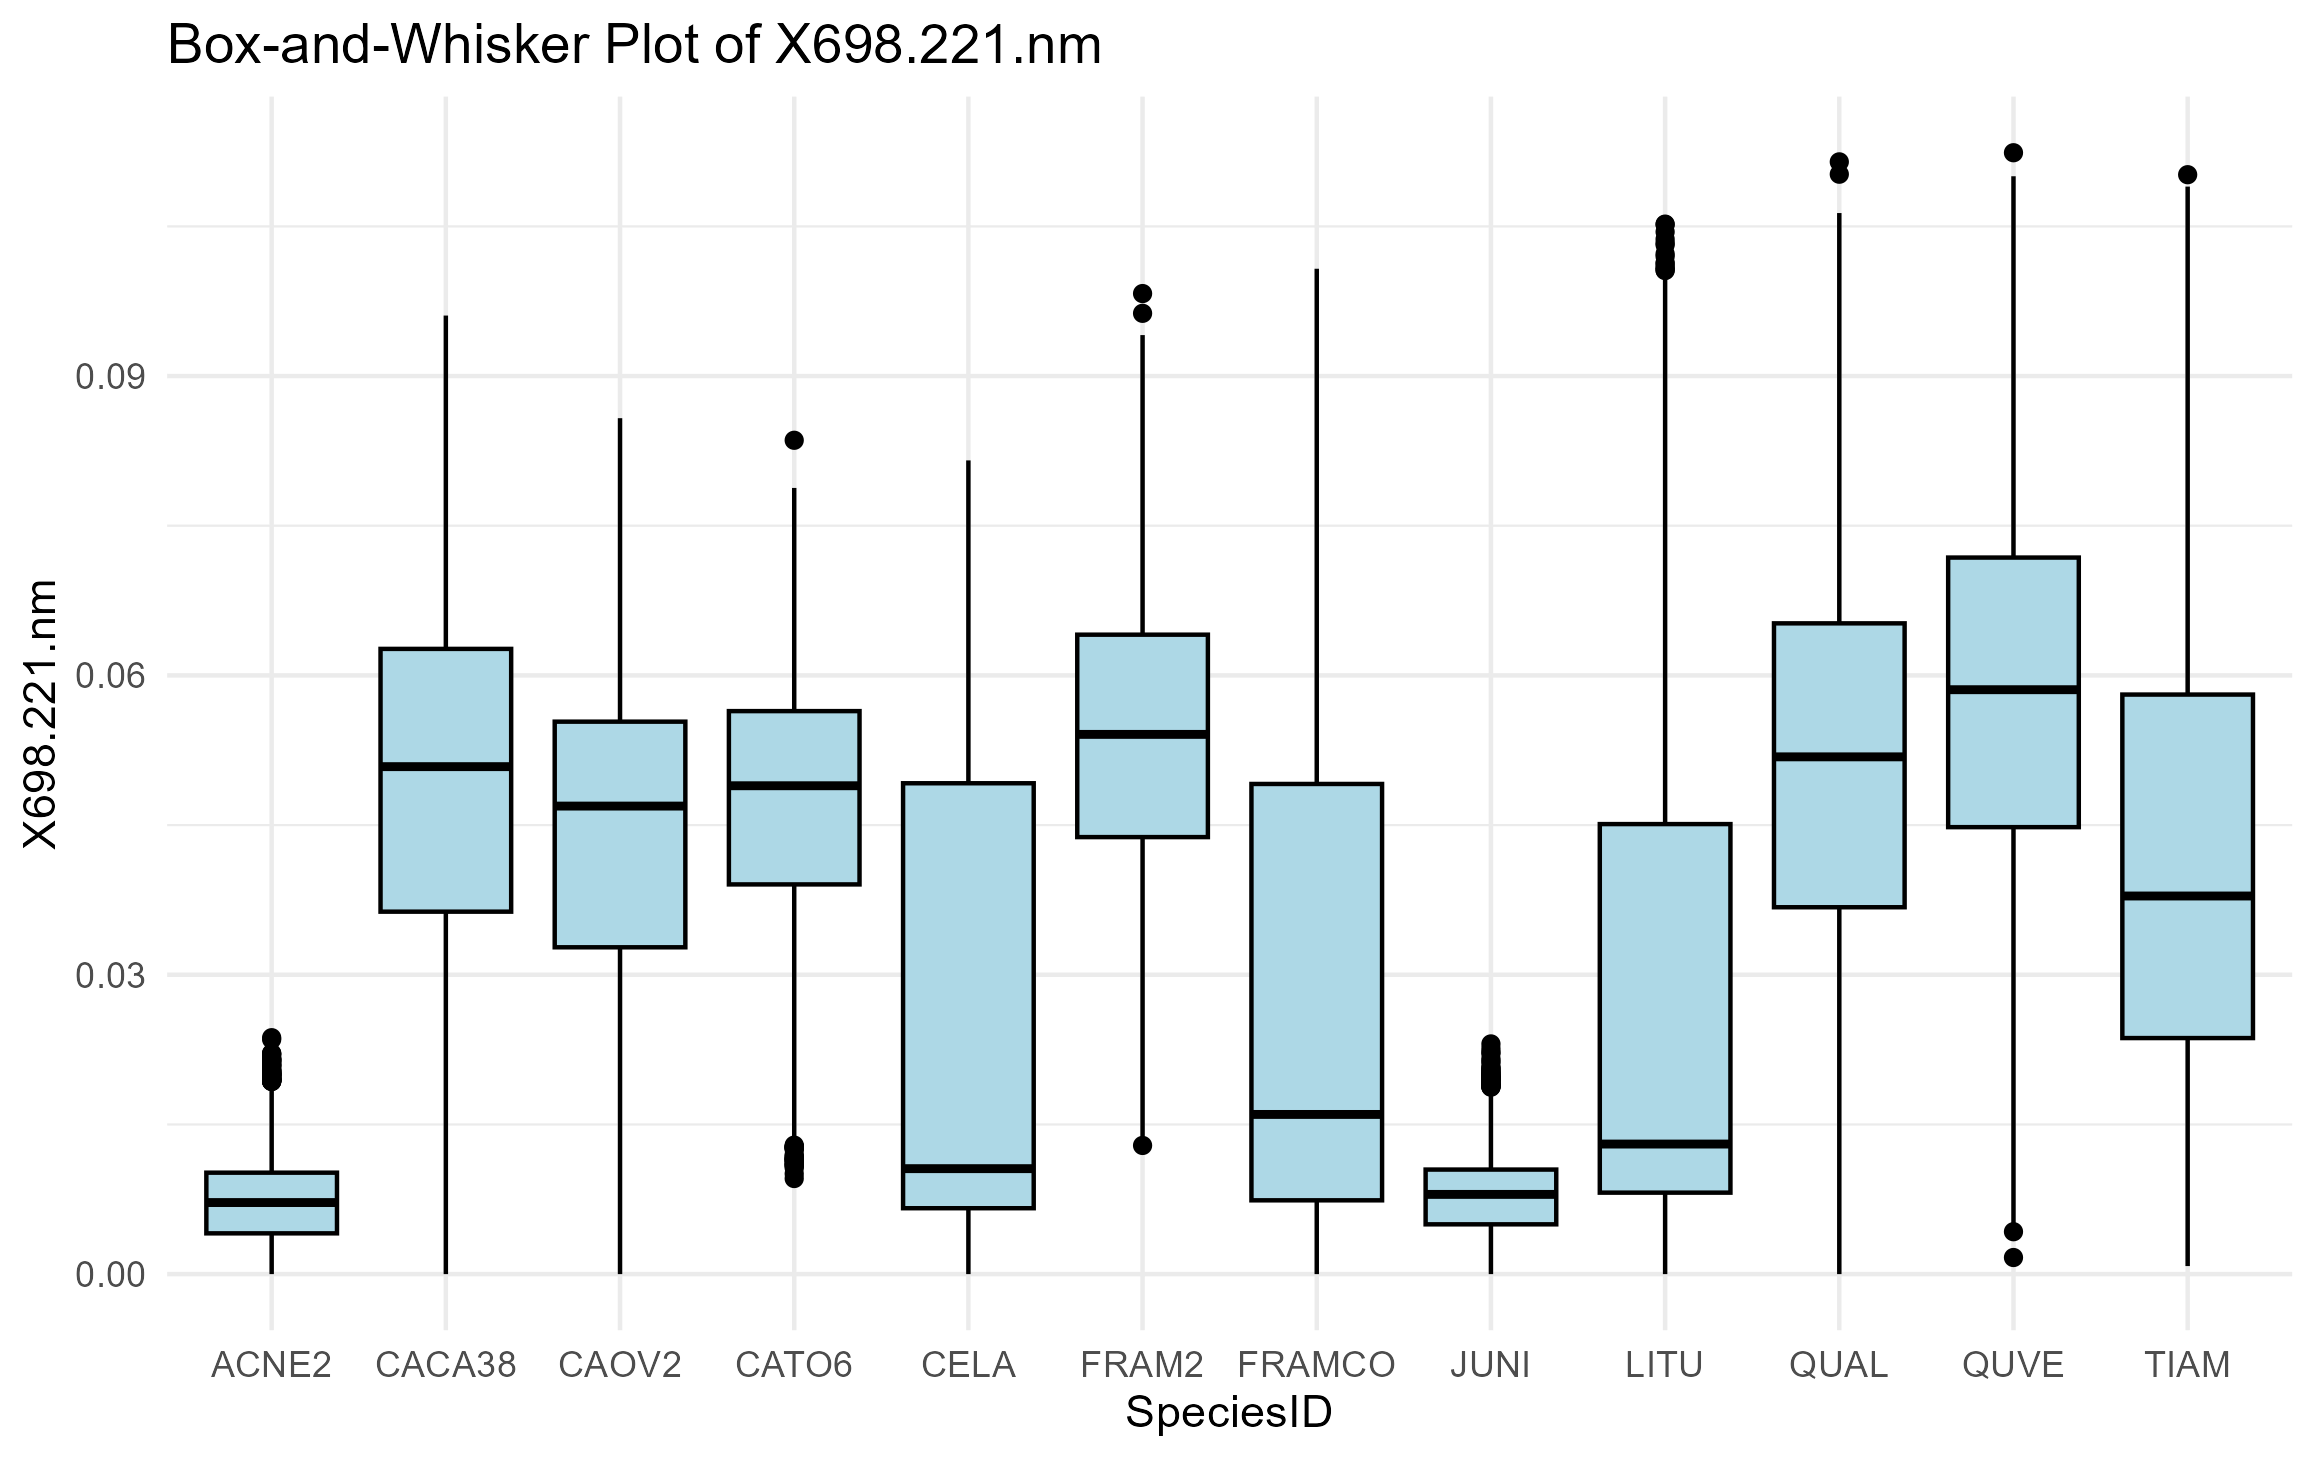 Box-and-Whisker Plot of X698.221.nm
X698.221.nm
0.09
0.06
0.03
0.00
ACNE2 CACA38 CAOV2 CATO6 CELA FRAM2 FRAMCO JUNI LITU QUAL QUVE TIAM
SpeciesID